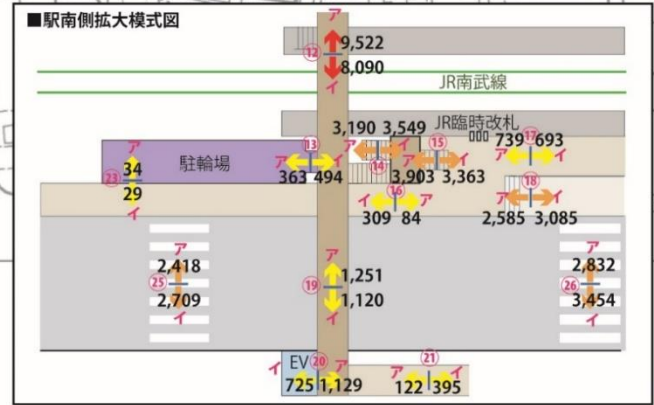 ■駅南側拡大模式図
ア
⑫ 9,522
8,090
イ
JR南武線
JR臨時改札
3,190 3,549 ⑮ 739 693 ⑰
ア ⑬ イ ア イ ア イ ア イ
駐輪場 363 494 ⑭ 3,903 3,363
ア
34
㉓ 29
イ
イ ⑯ ア
309 84
ア ⑱ イ
2,585 3,085
ア
2,418
㉕
2,709
イ
ア
1,251
⑲
1,120
イ
ア
2,832
㉖
3,454
イ
イ EV ⑳ ア
725 1,129
ア ㉑ イ
122 395